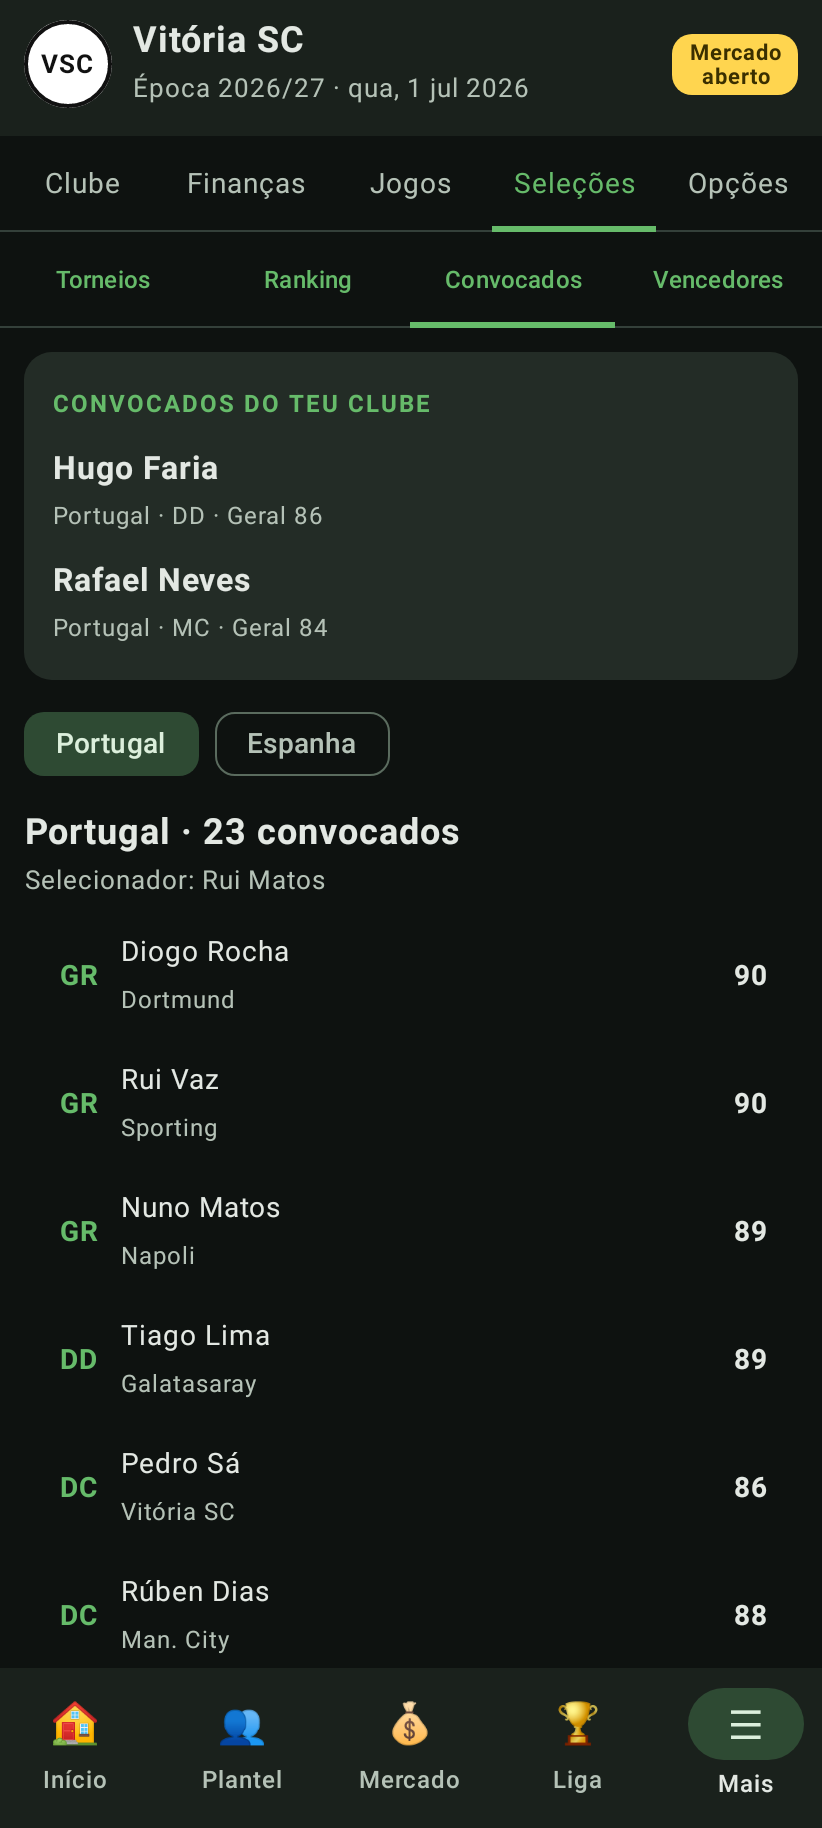 VSC
Vitória SC
Época 2026/27 · qua, 1 jul 2026
Mercado
aberto
Clube
Finanças
Jogos
Seleções
Opções
Torneios
Ranking
Convocados
Vencedores
CONVOCADOS DO TEU CLUBE
Hugo Faria
Portugal · DD · Geral 86
Rafael Neves
Portugal · MC · Geral 84
Portugal
Espanha
Portugal · 23 convocados
Selecionador: Rui Matos
GR
Diogo Rocha
Dortmund
90
GR
Rui Vaz
Sporting
90
GR
Nuno Matos
Napoli
89
DD
Tiago Lima
Galatasaray
89
DC
Pedro Sá
Vitória SC
86
DC
Rúben Dias
Man. City
88
Início
Plantel
Mercado
Liga
Mais